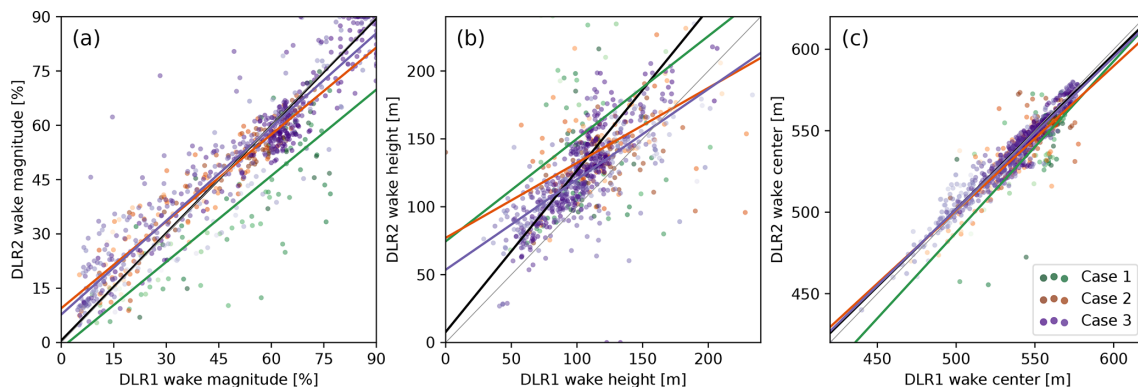 (a)
90
75
60
45
30
15
0
DLR2 wake magnitude [%]
0 15 30 45 60 75 90
DLR1 wake magnitude [%]
(b)
200
150
100
50
0
DLR2 wake height [m]
0 50 100 150 200
DLR1 wake height [m]
(c)
600
550
500
450
DLR2 wake center [m]
450 500 550 600
DLR1 wake center [m]
Case 1
Case 2
Case 3